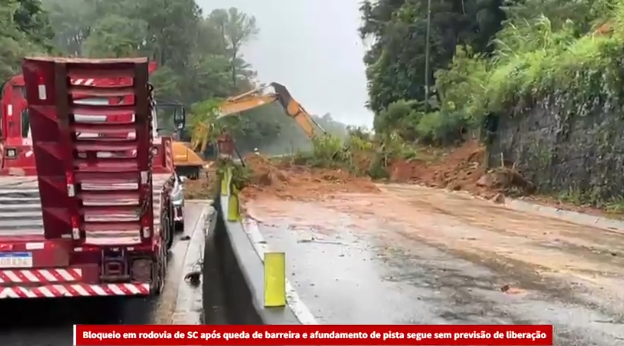 Bloqueio em rodovia de SC após queda de barreira e afundamento de pista segue sem previsão de liberação